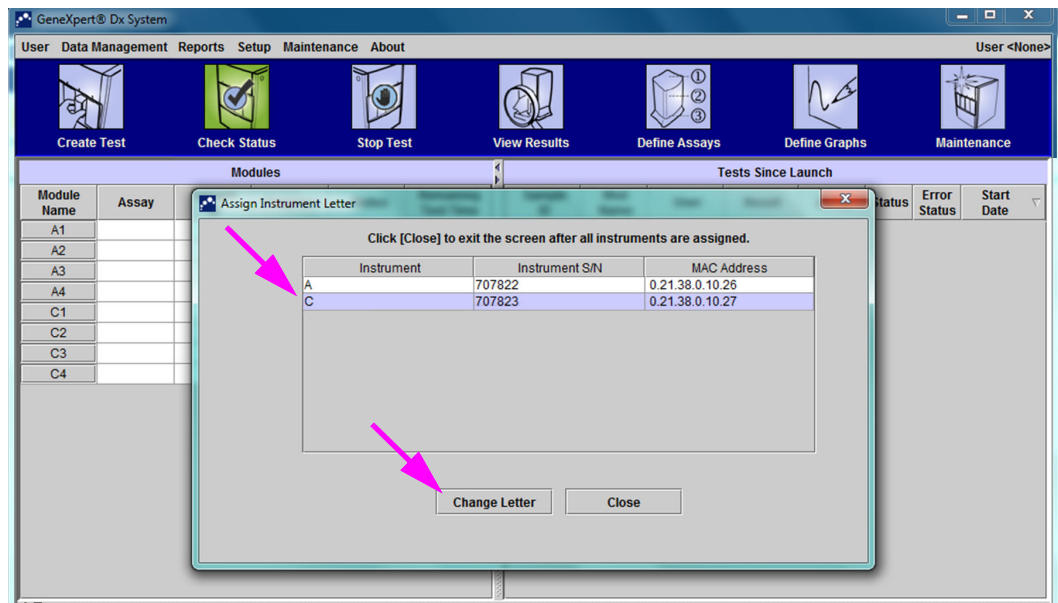 GeneXpert® Dx System
User Data Management Reports Setup Maintenance About User <None>
Create Test Check Status Stop Test View Results Define Assays Define Graphs Maintenance
Modules Tests Since Launch
Module Name Assay Status Error Status Start Date
Assign Instrument Letter
Click [Close] to exit the screen after all instruments are assigned.
Instrument Instrument S/N MAC Address
A 707822 0.21.38.0.10.26
C 707823 0.21.38.0.10.27
A1
A2
A3
A4
C1
C2
C3
C4
Change Letter Close